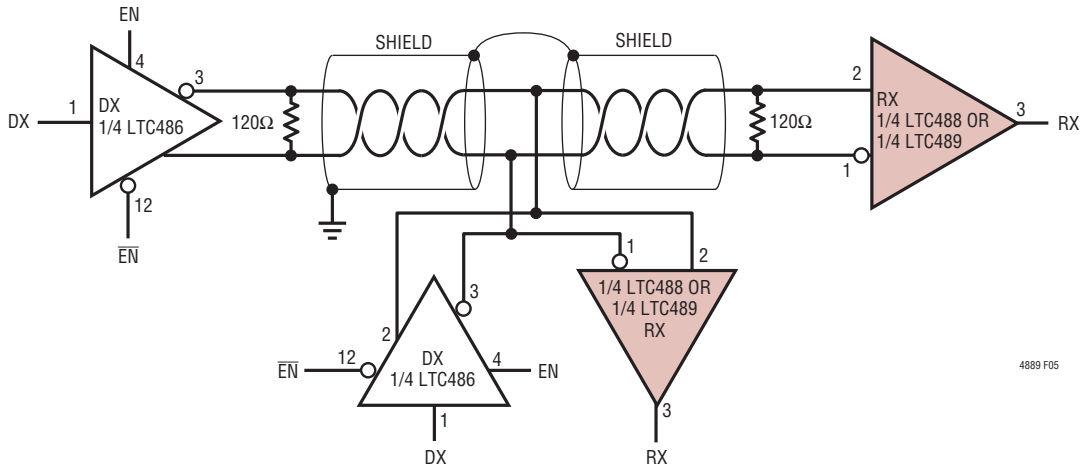 EN
4
SHIELD
SHIELD
3
2
1
DX
DX
1/4 LTC486
120Ω
120Ω
RX
1/4 LTC488 OR
1/4 LTC489
3
RX
1
12
EN
1
2
3
1/4 LTC488 OR
1/4 LTC489
RX
2
EN
12
DX
1/4 LTC486
4
EN
4889 F05
1
3
DX
RX